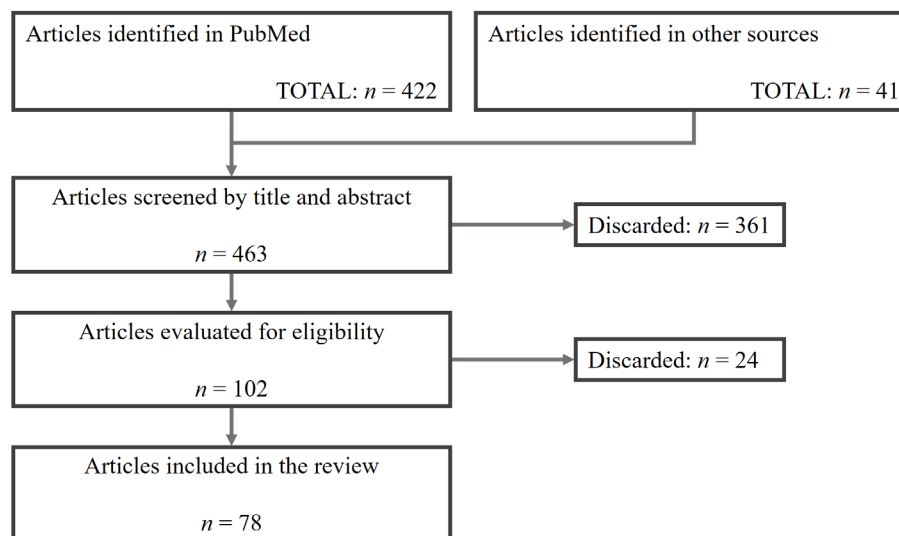 Articles identified in PubMed
TOTAL: n = 422
Articles identified in other sources
TOTAL: n = 41
Articles screened by title and abstract
n = 463
Discarded: n = 361
Articles evaluated for eligibility
n = 102
Discarded: n = 24
Articles included in the review
n = 78